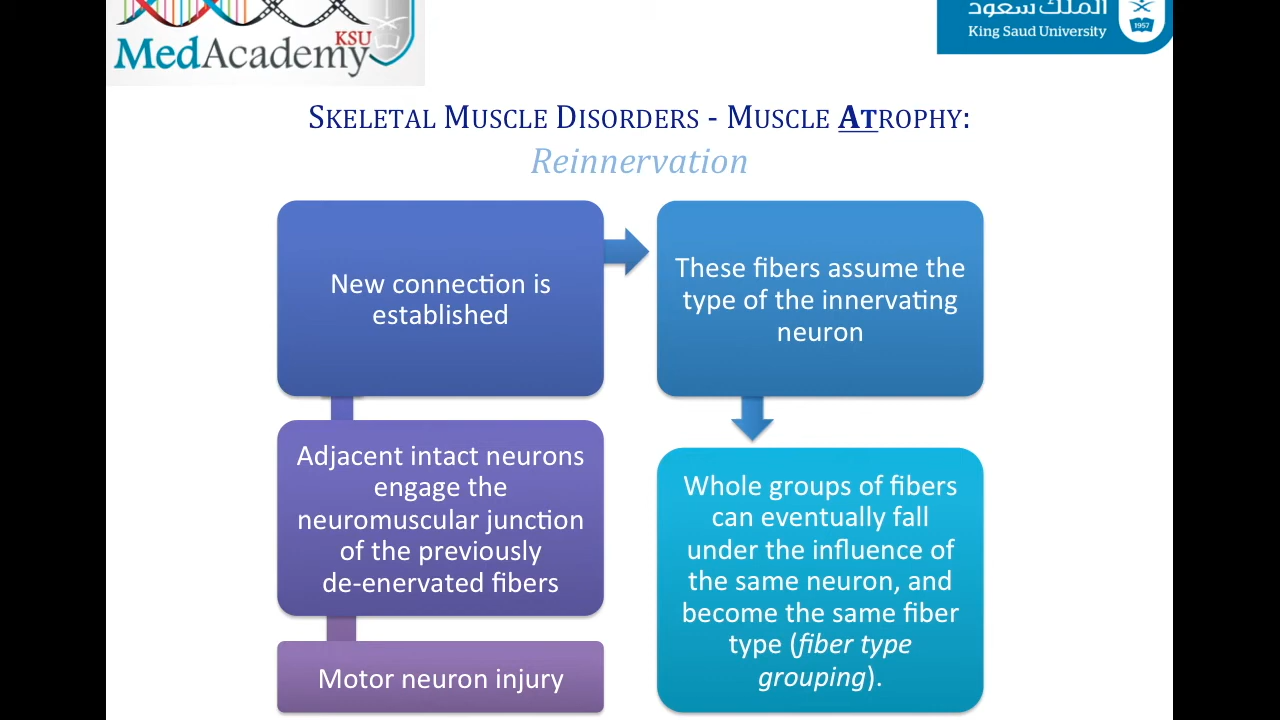 الملك سعود
King Saud University
1957
KSU
MedAcademy
SKELETAL MUSCLE DISORDERS - MUSCLE ATROPHY:
Reinnervation
New connection is
established
These fibers assume the
type of the innervating
neuron
Adjacent intact neurons
engage the
neuromuscular junction
of the previously
de-enervated fibers
Whole groups of fibers
can eventually fall
under the influence of
the same neuron, and
become the same fiber
type (fiber type
grouping).
Motor neuron injury